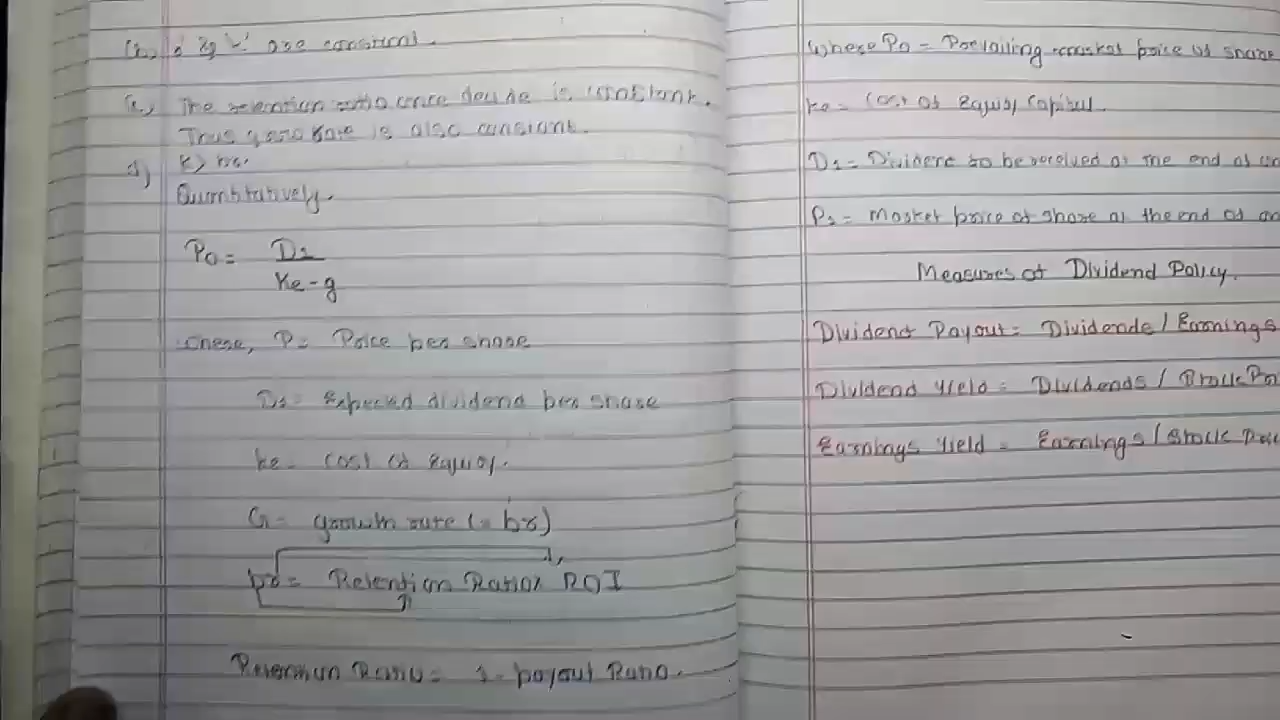 are constant.
(c) The retention ratio once decide is constant.
Thus growth rate is also constant.
d)
Quantitatively.
P0 = D1
Ke-g
where, P= Price per share
D1= Expected dividend per share
ke= cost of equity.
G= growth rate (= br)
br= Retention Ratio x ROI
Retention Ratio = 1- payout Ratio.
where P0 = Prevailing market price of share
ke= Cost of Equity Capital.
D1= Dividend to be received at the end of
P1= Market price of share at the end of
Measures of Dividend Policy.
Dividend Payout= Dividends / Earnings
Dividend Yield= Dividends / Stock
Earnings Yield = Earnings / Stock